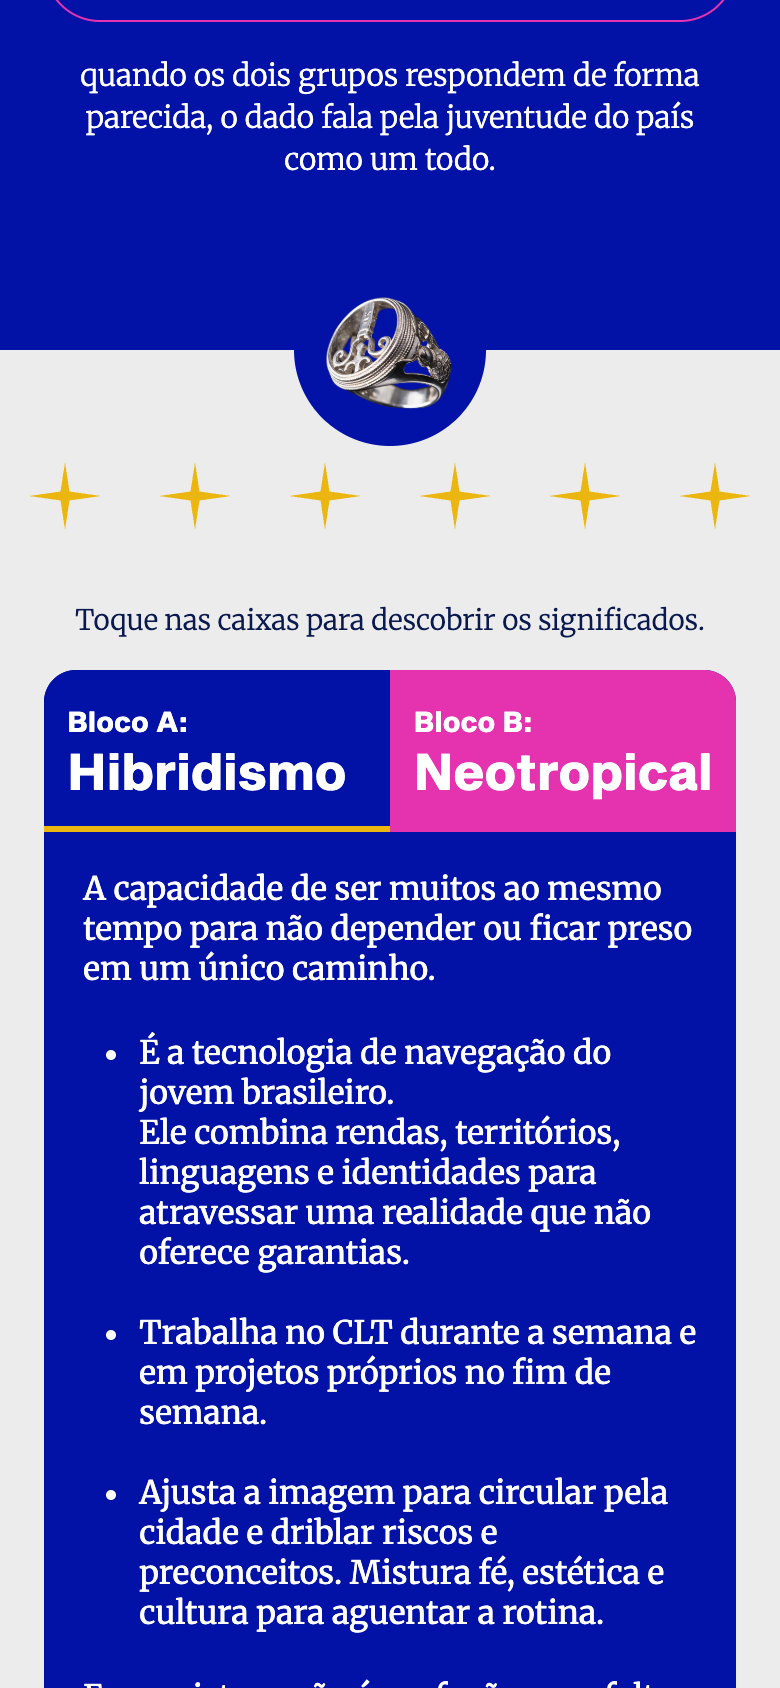 quando os dois grupos respondem de forma
parecida, o dado fala pela juventude do país
como um todo.
Toque nas caixas para descobrir os significados.
Bloco A:
Hibridismo
Bloco B:
Neotropical
A capacidade de ser muitos ao mesmo
tempo para não depender ou ficar preso
em um único caminho.
• É a tecnologia de navegação do
jovem brasileiro.
Ele combina rendas, territórios,
linguagens e identidades para
atravessar uma realidade que não
oferece garantias.
• Trabalha no CLT durante a semana e
em projetos próprios no fim de
semana.
• Ajusta a imagem para circular pela
cidade e driblar riscos e
preconceitos. Mistura fé, estética e
cultura para aguentar a rotina.